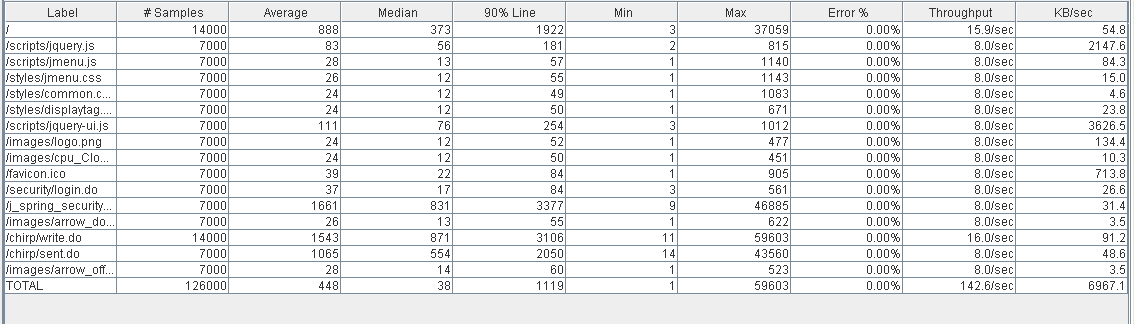 Label # Samples Average Median 90% Line Min Max Error % Throughput KB/sec
/ 14000 888 373 1922 3 37059 0.00% 15.9/sec 54.8
/scripts/jquery.js 7000 83 56 181 2 815 0.00% 8.0/sec 2147.6
/scripts/jmenu.js 7000 28 13 57 1 1140 0.00% 8.0/sec 84.3
/styles/jmenu.css 7000 26 12 55 1 1143 0.00% 8.0/sec 15.0
/styles/common.c... 7000 24 12 49 1 1083 0.00% 8.0/sec 4.6
/styles/displaytag.... 7000 24 12 50 1 671 0.00% 8.0/sec 23.8
/scripts/jquery-ui.js 7000 111 76 254 3 1012 0.00% 8.0/sec 3626.5
/images/logo.png 7000 24 12 52 1 477 0.00% 8.0/sec 134.4
/images/cpu_Clo... 7000 24 12 50 1 451 0.00% 8.0/sec 10.3
/favicon.ico 7000 39 22 84 1 905 0.00% 8.0/sec 713.8
/security/login.do 7000 37 17 84 3 561 0.00% 8.0/sec 26.6
/j_spring_security... 7000 1661 831 3377 9 46885 0.00% 8.0/sec 31.4
/images/arrow_do... 7000 26 13 55 1 622 0.00% 8.0/sec 3.5
/chirp/write.do 14000 1543 871 3106 11 59603 0.00% 16.0/sec 91.2
/chirp/sent.do 7000 1065 554 2050 14 43560 0.00% 8.0/sec 48.6
/images/arrow_off... 7000 28 14 60 1 523 0.00% 8.0/sec 3.5
TOTAL 126000 448 38 1119 1 59603 0.00% 142.6/sec 6967.1